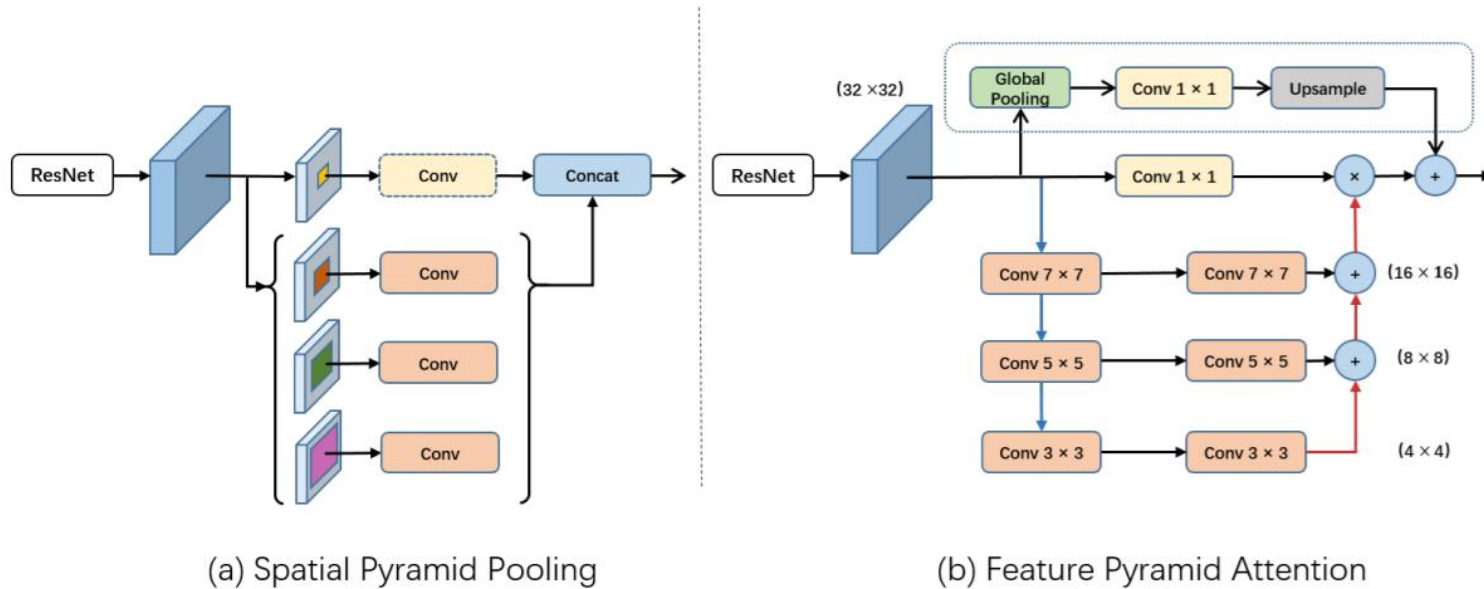 ResNet
Conv
Concat
Conv
Conv
Conv
(a) Spatial Pyramid Pooling
(32 ×32)
Global
Pooling
Conv 1 × 1
Upsample
ResNet
Conv 1 × 1
×
+
Conv 7 × 7
Conv 7 × 7
+
(16 × 16)
Conv 5 × 5
Conv 5 × 5
+
(8 × 8)
Conv 3 × 3
Conv 3 × 3
(4 × 4)
(b) Feature Pyramid Attention